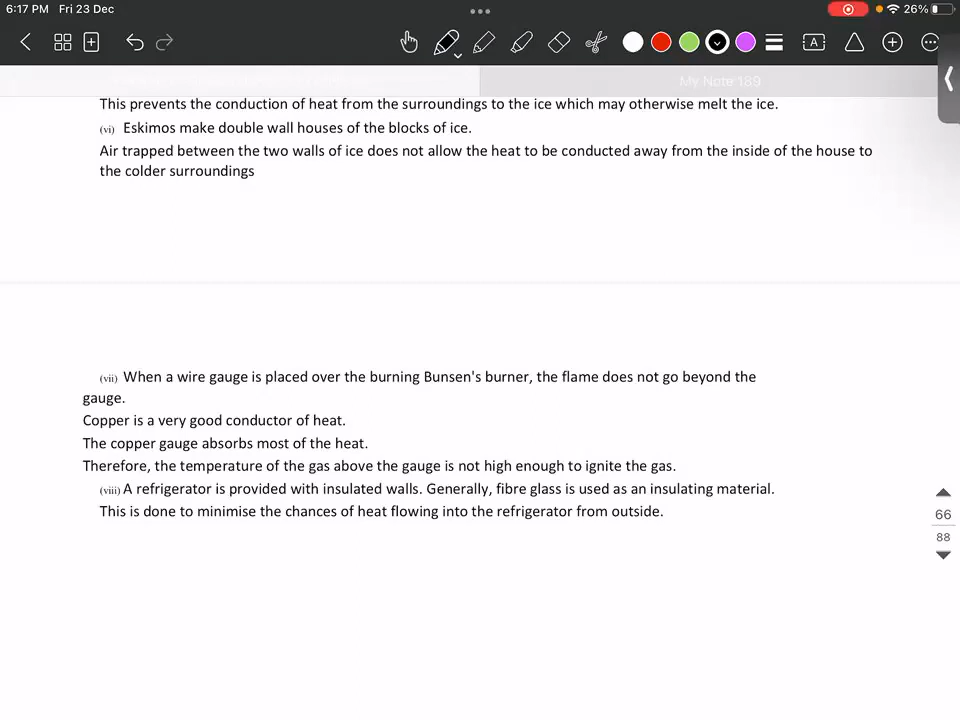 6:17 PM Fri 23 Dec
26%
A
My Note 189
This prevents the conduction of heat from the surroundings to the ice which may otherwise melt the ice.
(vi) Eskimos make double wall houses of the blocks of ice.
Air trapped between the two walls of ice does not allow the heat to be conducted away from the inside of the house to
the colder surroundings
(vii) When a wire gauge is placed over the burning Bunsen's burner, the flame does not go beyond the
gauge.
Copper is a very good conductor of heat.
The copper gauge absorbs most of the heat.
Therefore, the temperature of the gas above the gauge is not high enough to ignite the gas.
(viii) A refrigerator is provided with insulated walls. Generally, fibre glass is used as an insulating material.
This is done to minimise the chances of heat flowing into the refrigerator from outside.
66
88